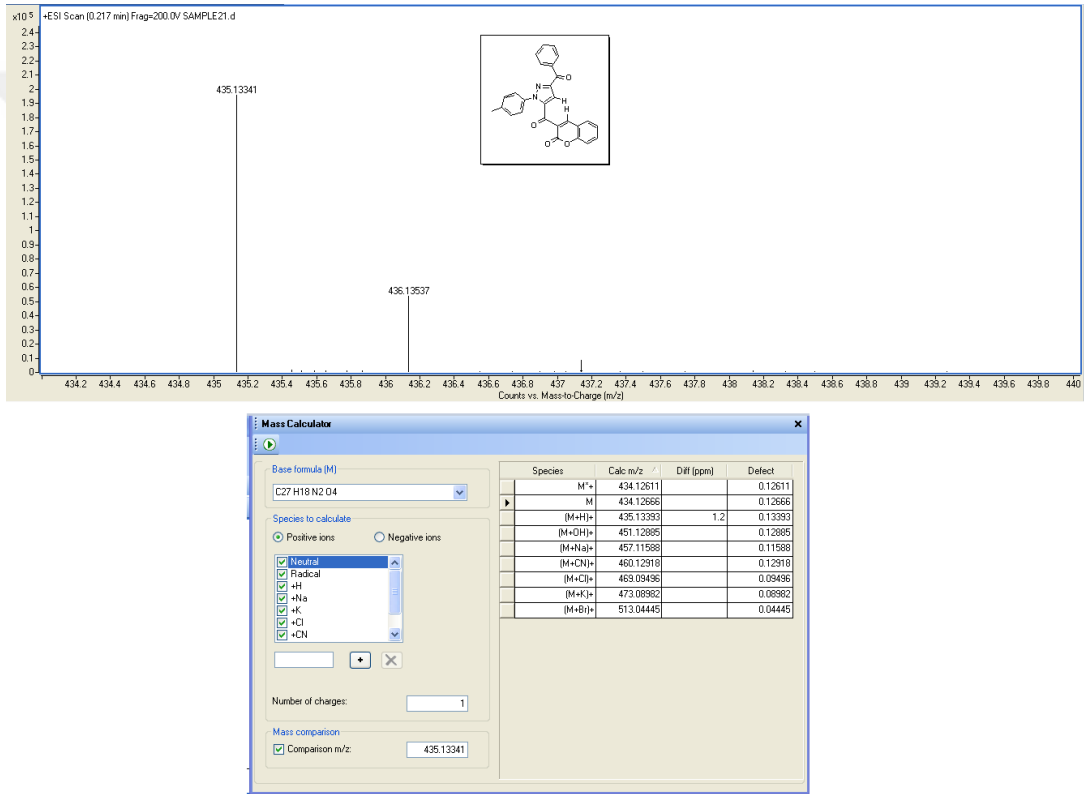 x10 5 +ESI Scan (0.217 min) Frag=200.0V SAMPLE21.d
2.4
2.3
2.2
2.1
2
1.9
1.8
1.7
1.6
1.5
1.4
1.3
1.2
1.1
1
0.9
0.8
0.7
0.6
0.5
0.4
0.3
0.2
0.1
0
435.13341
436.13537
O
N
N
H
H
O
O
O
434.2 434.4 434.6 434.8 435 435.2 435.4 435.6 435.8 436 436.2 436.4 436.6 436.8 437 437.2 437.4 437.6 437.8 438 438.2 438.4 438.6 438.8 439 439.2 439.4 439.6 439.8 440
Counts vs. Mass-to-Charge (m/z)
Mass Calculator
Base formula (M)
C27 H18 N2 O4
Species to calculate
Positive ions Negative ions
Neutral
Radical
+H
+Na
+K
+Cl
+CN
Number of charges: 1
Mass comparison
Comparison m/z: 435.13341
Species Calc m/z Diff (ppm) Defect
M*+ 434.12611 0.12611
M 434.12666 0.12666
(M+H)+ 435.13393 1.2 0.13393
(M+OH)+ 451.12885 0.12885
(M+Na)+ 457.11588 0.11588
(M+CN)+ 460.12918 0.12918
(M+Cl)+ 469.09496 0.09496
(M+K)+ 473.08982 0.08982
(M+Br)+ 513.04445 0.04445